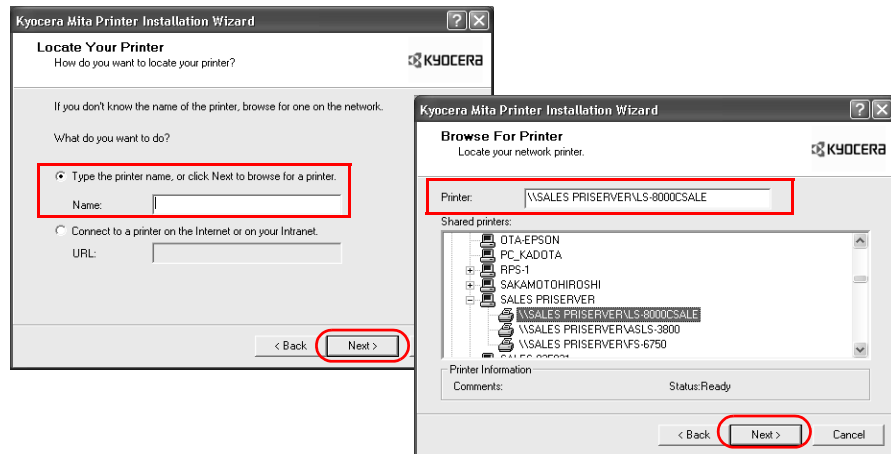 Kyocera Mita Printer Installation Wizard
Locate Your Printer
How do you want to locate your printer?
KYOCERA
If you don't know the name of the printer, browse for one on the network.
What do you want to do?
Type the printer name, or click Next to browse for a printer.
Name:
Connect to a printer on the Internet or on your Intranet.
URL:
< Back
Next >
Kyocera Mita Printer Installation Wizard
Browse For Printer
Locate your network printer.
KYOCERA
Printer:
\\SALES PRISERVER\LS-8000CSALE
Shared printers:
OTA-EPSON
PC_KADOTA
RPS-1
SAKAMOTOHIROSHI
SALES PRISERVER
\\SALES PRISERVER\LS-8000CSALE
\\SALES PRISERVER\ASLS-3800
\\SALES PRISERVER\FS-6750
Printer Information
Comments:
Status:Ready
< Back
Next >
Cancel